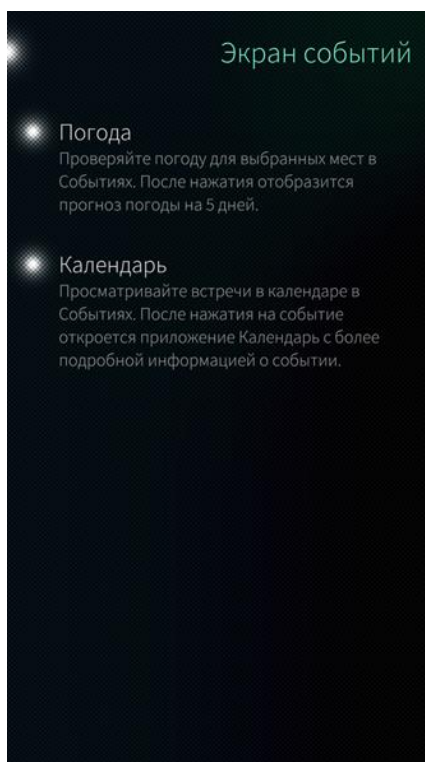 Экран событий
Погода
Проверяйте погоду для выбранных мест в
Событиях. После нажатия отобразится
прогноз погоды на 5 дней.
Календарь
Просматривайте встречи в календаре в
Событиях. После нажатия на событие
откроется приложение Календарь с более
подробной информацией о событии.